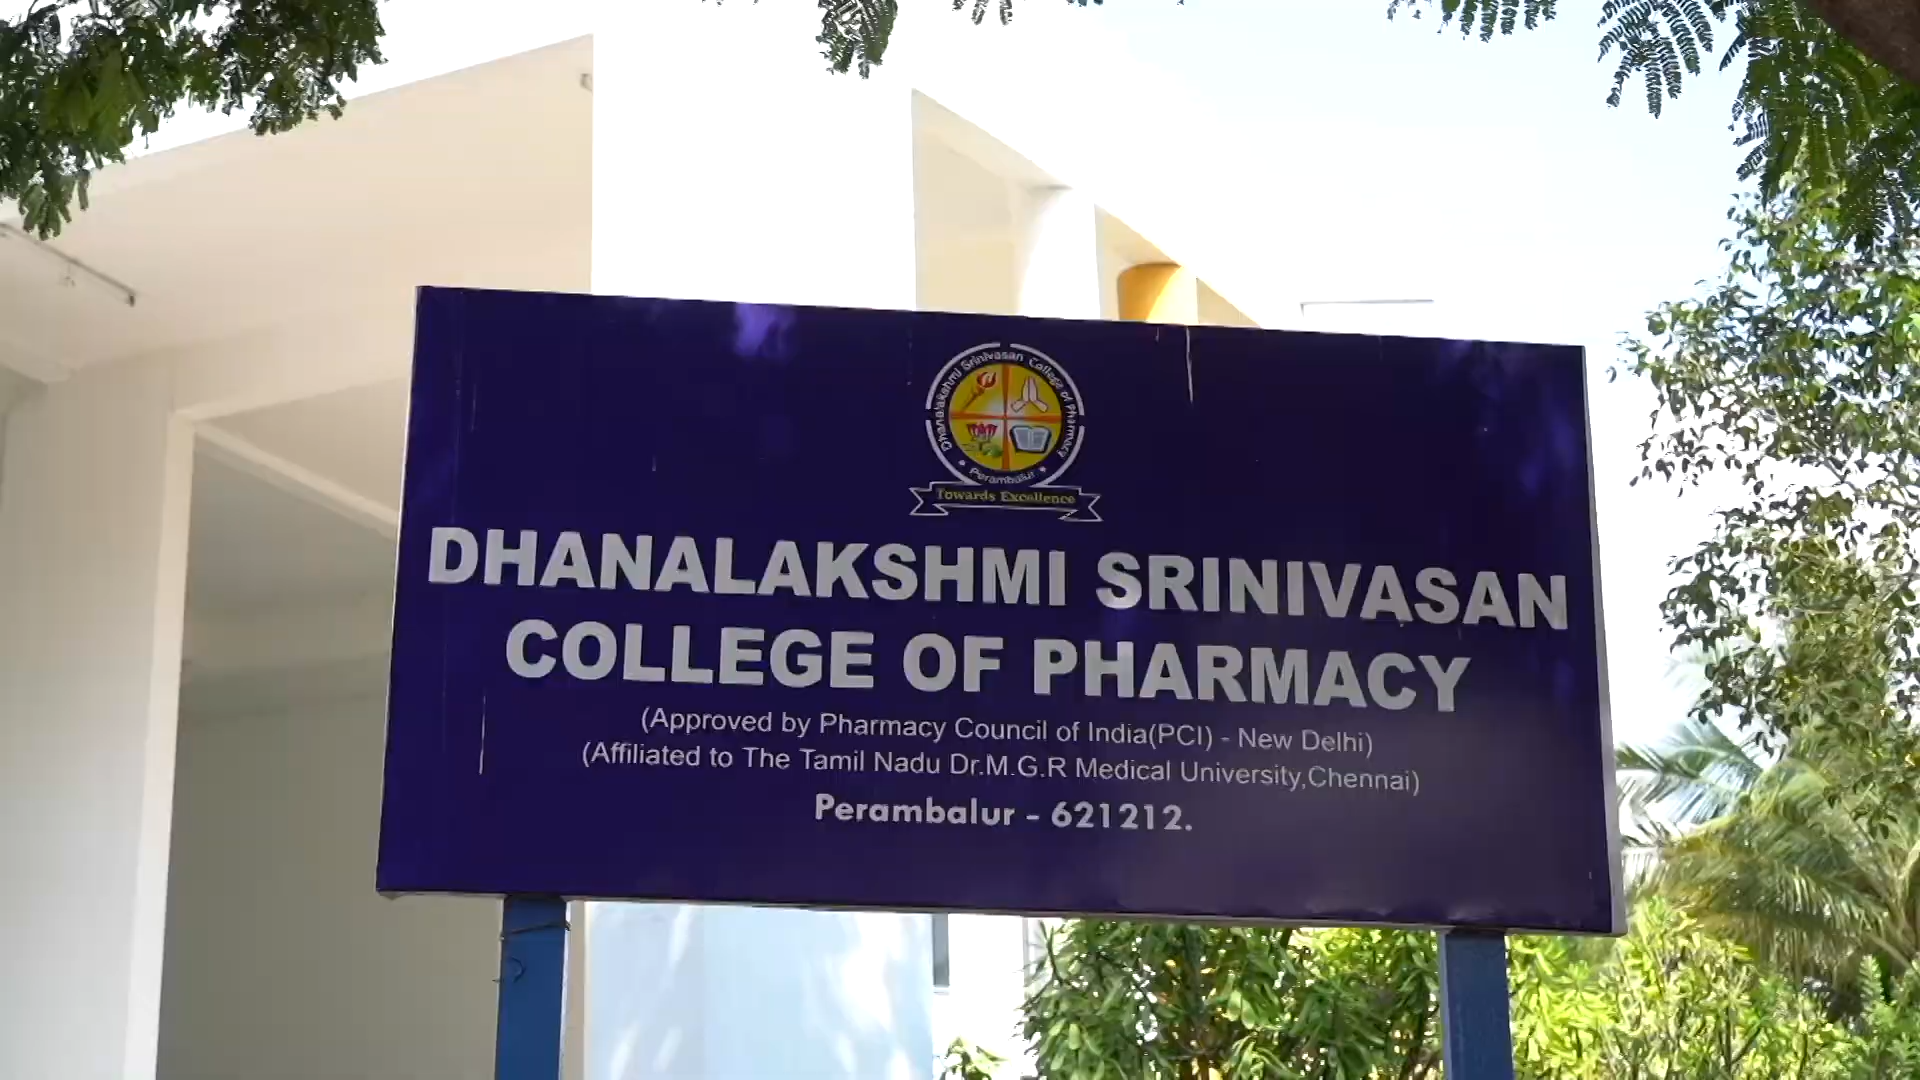 Dhanalakshmi Srinivasan College of Pharmacy
Perambalur
Towards Excellence
DHANALAKSHMI SRINIVASAN
COLLEGE OF PHARMACY
(Approved by Pharmacy Council of India(PCI) - New Delhi)
(Affiliated to The Tamil Nadu Dr.M.G.R Medical University,Chennai)
Perambalur - 621212.